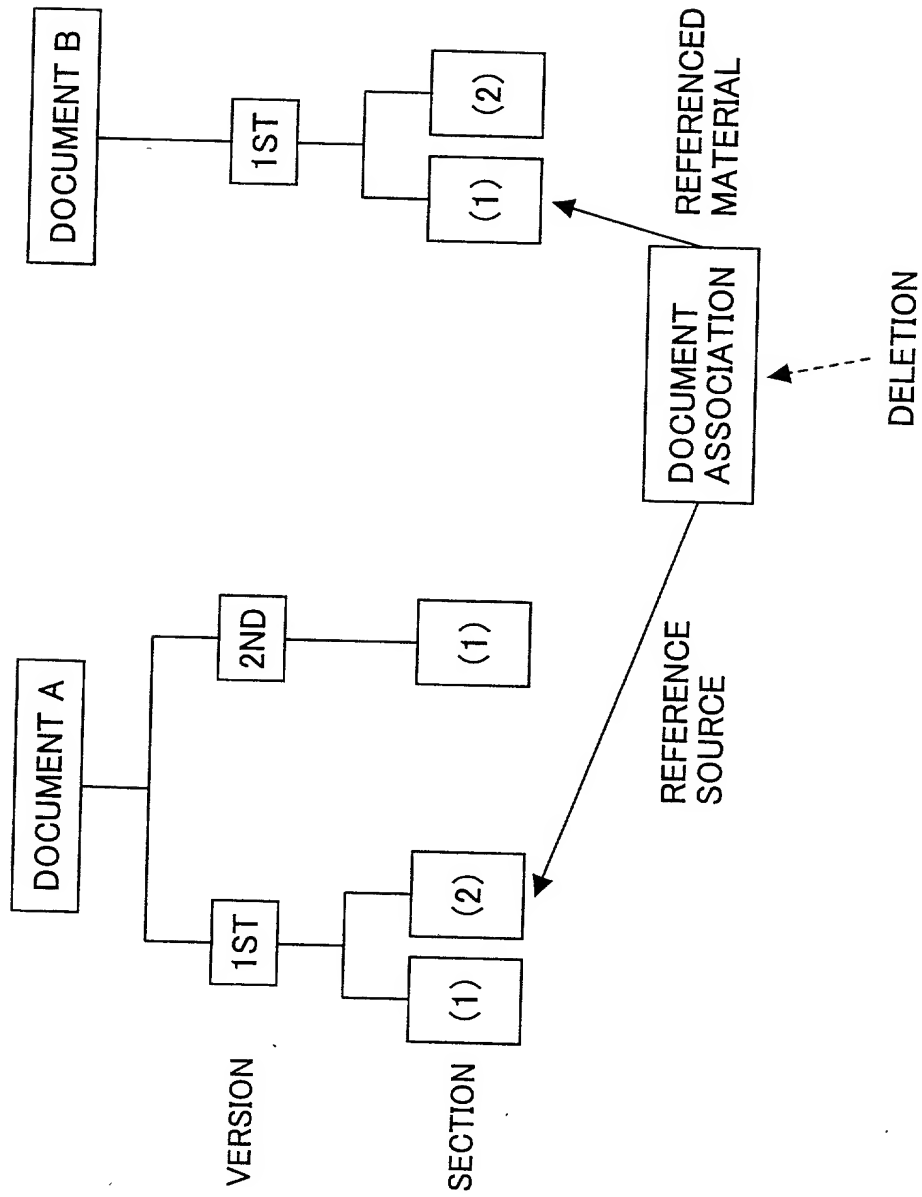 DOCUMENT A
DOCUMENT B
VERSION
1ST
2ND
1ST
SECTION
(1)
(2)
(1)
(1)
(2)
REFERENCE
SOURCE
DOCUMENT
ASSOCIATION
REFERENCED
MATERIAL
DELETION